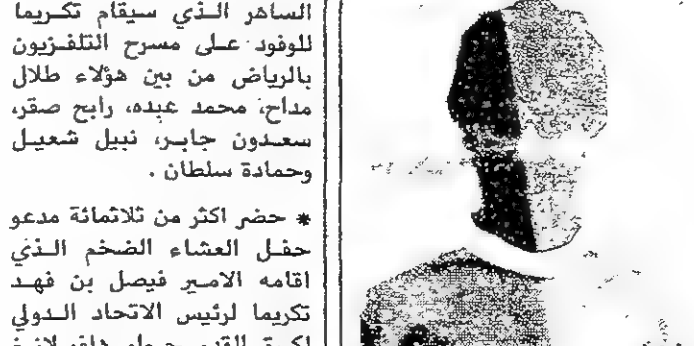 الساهر الذي سيقام تكريما
للوفود على مسرح التلفزيون
بالرياض من بين هؤلاء طلال
مداح، محمد عبده، رابح صقر،
سعدون جابر، نبيل شعيل
وحمادة سلطان .
* حضر اكثر من ثلاثمائة مدعو
حفل العشاء الضخم الذي
اقامه الامير فيصل بن فهد
تكريما لرئيس الاتحاد الدولي